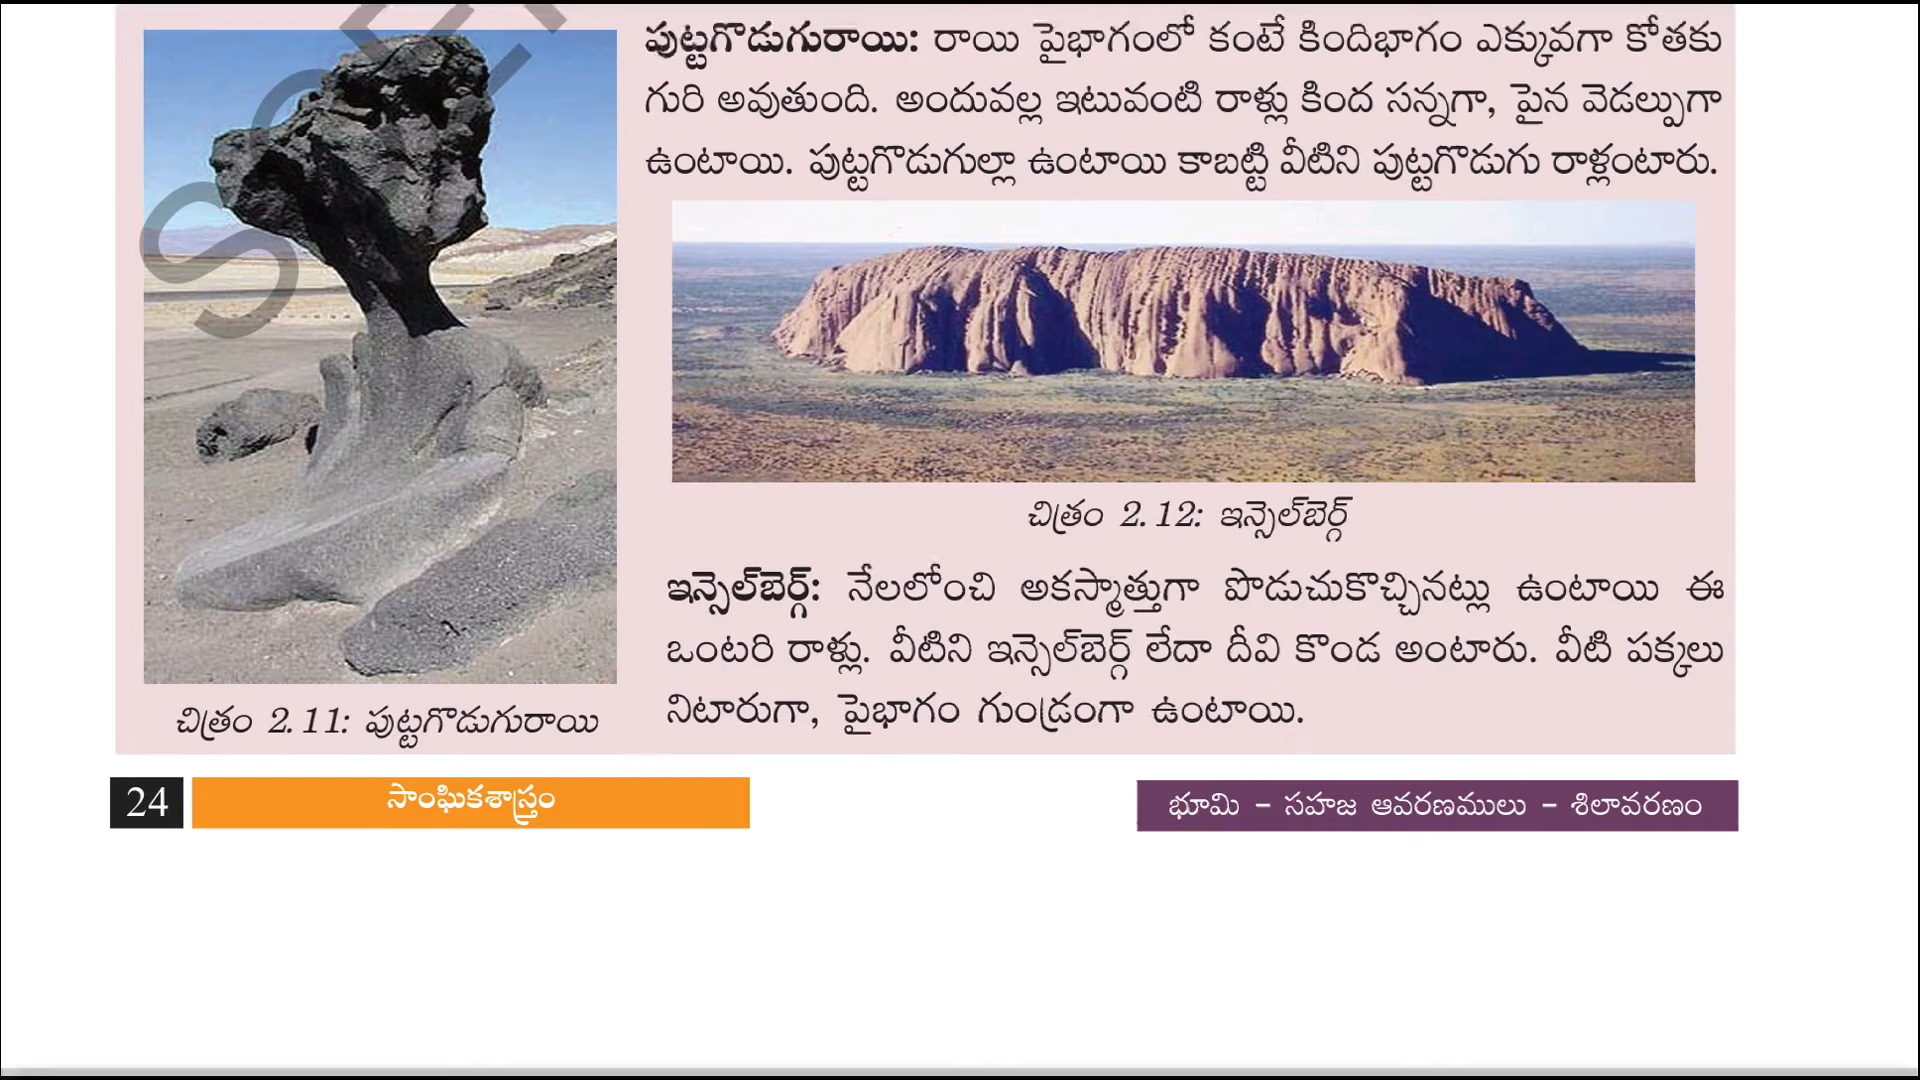 పుట్టగొడుగురాయి: రాయి పైభాగంలో కంటే కిందిభాగం ఎక్కువగా కోతకు
గురి అవుతుంది. అందువల్ల ఇటువంటి రాళ్లు కింద సన్నగా, పైన వెడల్పుగా
ఉంటాయి. పుట్టగొడుగుల్లా ఉంటాయి కాబట్టి వీటిని పుట్టగొడుగు రాళ్లంటారు.
చిత్రం 2.12: ఇన్సెల్‌బెర్గ్
ఇన్సెల్‌బెర్గ్: నేలలోంచి అకస్మాత్తుగా పొడుచుకొచ్చినట్లు ఉంటాయి ఈ
ఒంటరి రాళ్లు. వీటిని ఇన్సెల్‌బెర్గ్ లేదా దీవి కొండ అంటారు. వీటి పక్కలు
నిటారుగా, పైభాగం గుండ్రంగా ఉంటాయి.
చిత్రం 2.11: పుట్టగొడుగురాయి
24 సాంఘికశాస్త్రం
భూమి – సహజ ఆవరణములు – శిలావరణం